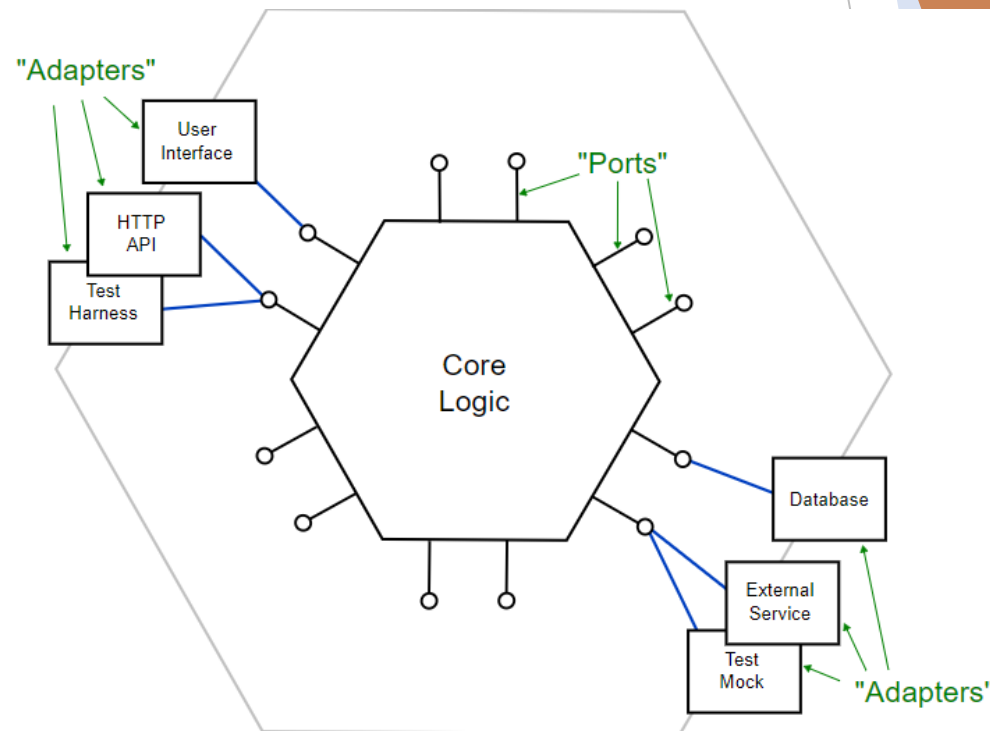 "Adapters"
User
Interface
"Ports"
HTTP
API
Test
Harness
Core
Logic
Database
External
Service
Test
Mock
"Adapters"